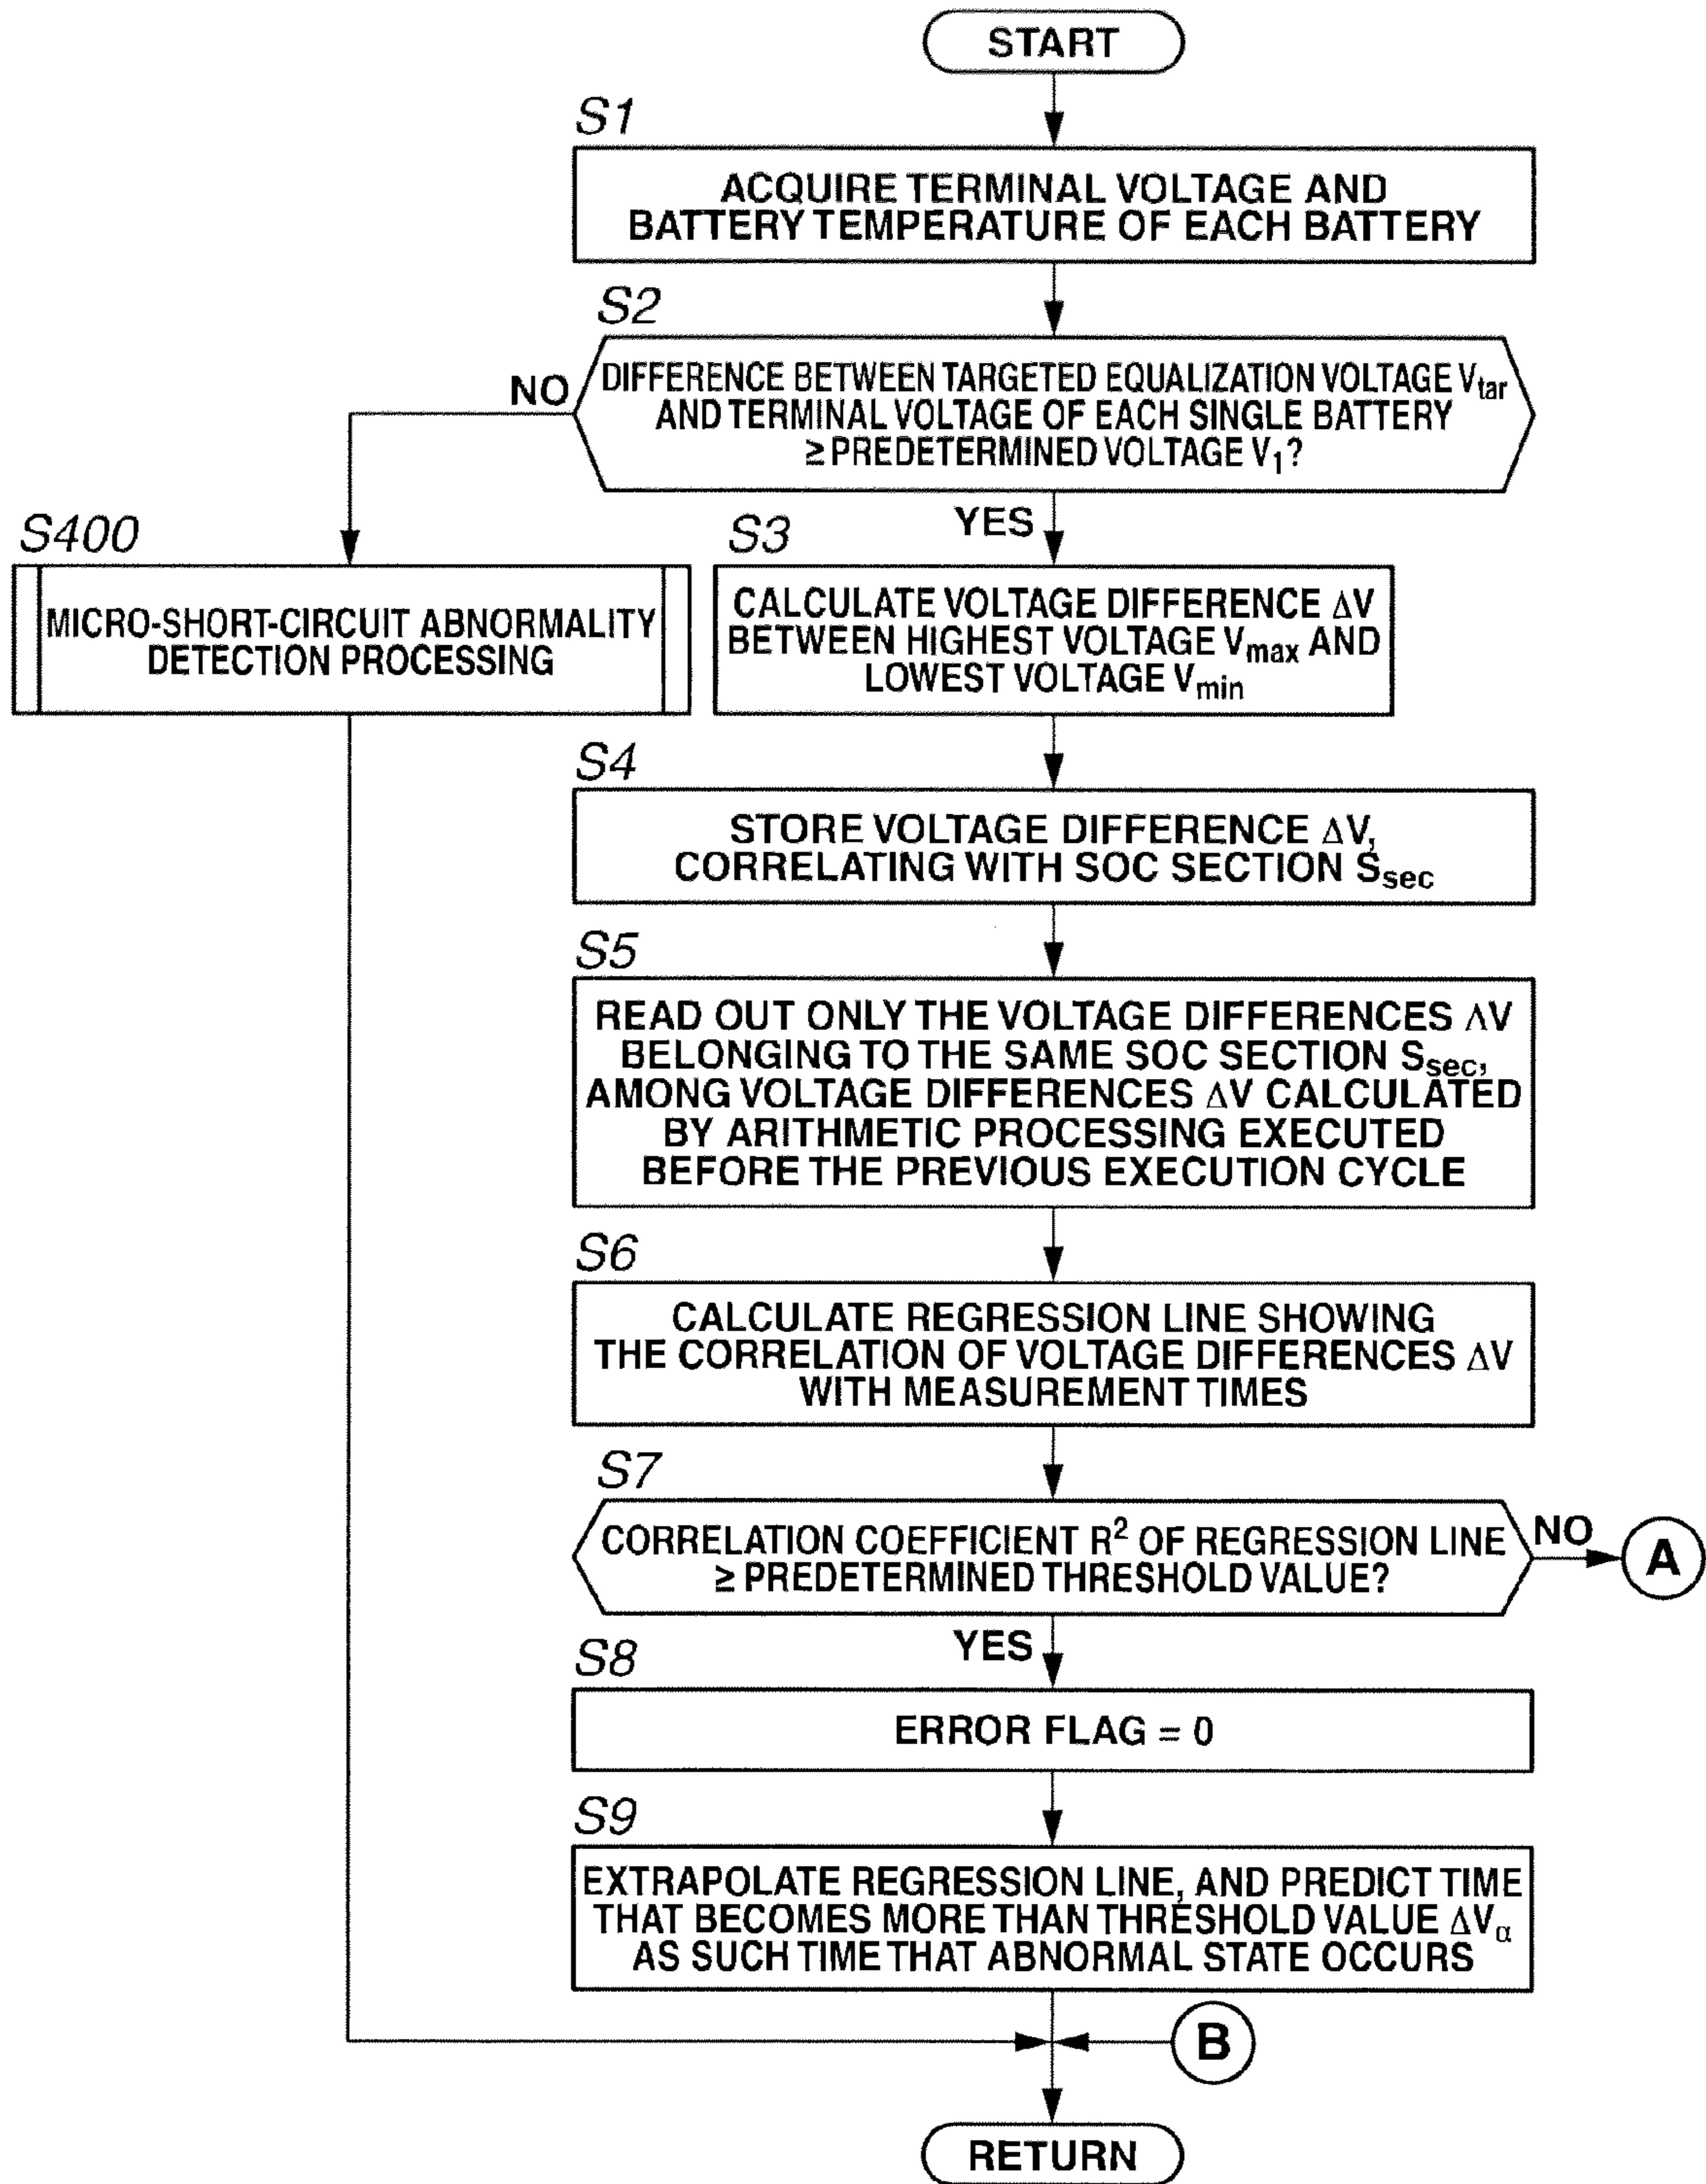 START
S1
ACQUIRE TERMINAL VOLTAGE AND
BATTERY TEMPERATURE OF EACH BATTERY
S2
DIFFERENCE BETWEEN TARGETED EQUALIZATION VOLTAGE Vtar
AND TERMINAL VOLTAGE OF EACH SINGLE BATTERY
≥ PREDETERMINED VOLTAGE V1?
NO
YES
S400
MICRO-SHORT-CIRCUIT ABNORMALITY
DETECTION PROCESSING
S3
CALCULATE VOLTAGE DIFFERENCE ΔV
BETWEEN HIGHEST VOLTAGE Vmax AND
LOWEST VOLTAGE Vmin
S4
STORE VOLTAGE DIFFERENCE ΔV,
CORRELATING WITH SOC SECTION Ssec
S5
READ OUT ONLY THE VOLTAGE DIFFERENCES ΔV
BELONGING TO THE SAME SOC SECTION Ssec,
AMONG VOLTAGE DIFFERENCES ΔV CALCULATED
BY ARITHMETIC PROCESSING EXECUTED
BEFORE THE PREVIOUS EXECUTION CYCLE
S6
CALCULATE REGRESSION LINE SHOWING
THE CORRELATION OF VOLTAGE DIFFERENCES ΔV
WITH MEASUREMENT TIMES
S7
CORRELATION COEFFICIENT R² OF REGRESSION LINE
≥ PREDETERMINED THRESHOLD VALUE?
NO
A
YES
S8
ERROR FLAG = 0
S9
EXTRAPOLATE REGRESSION LINE, AND PREDICT TIME
THAT BECOMES MORE THAN THRESHOLD VALUE ΔVα
AS SUCH TIME THAT ABNORMAL STATE OCCURS
B
RETURN